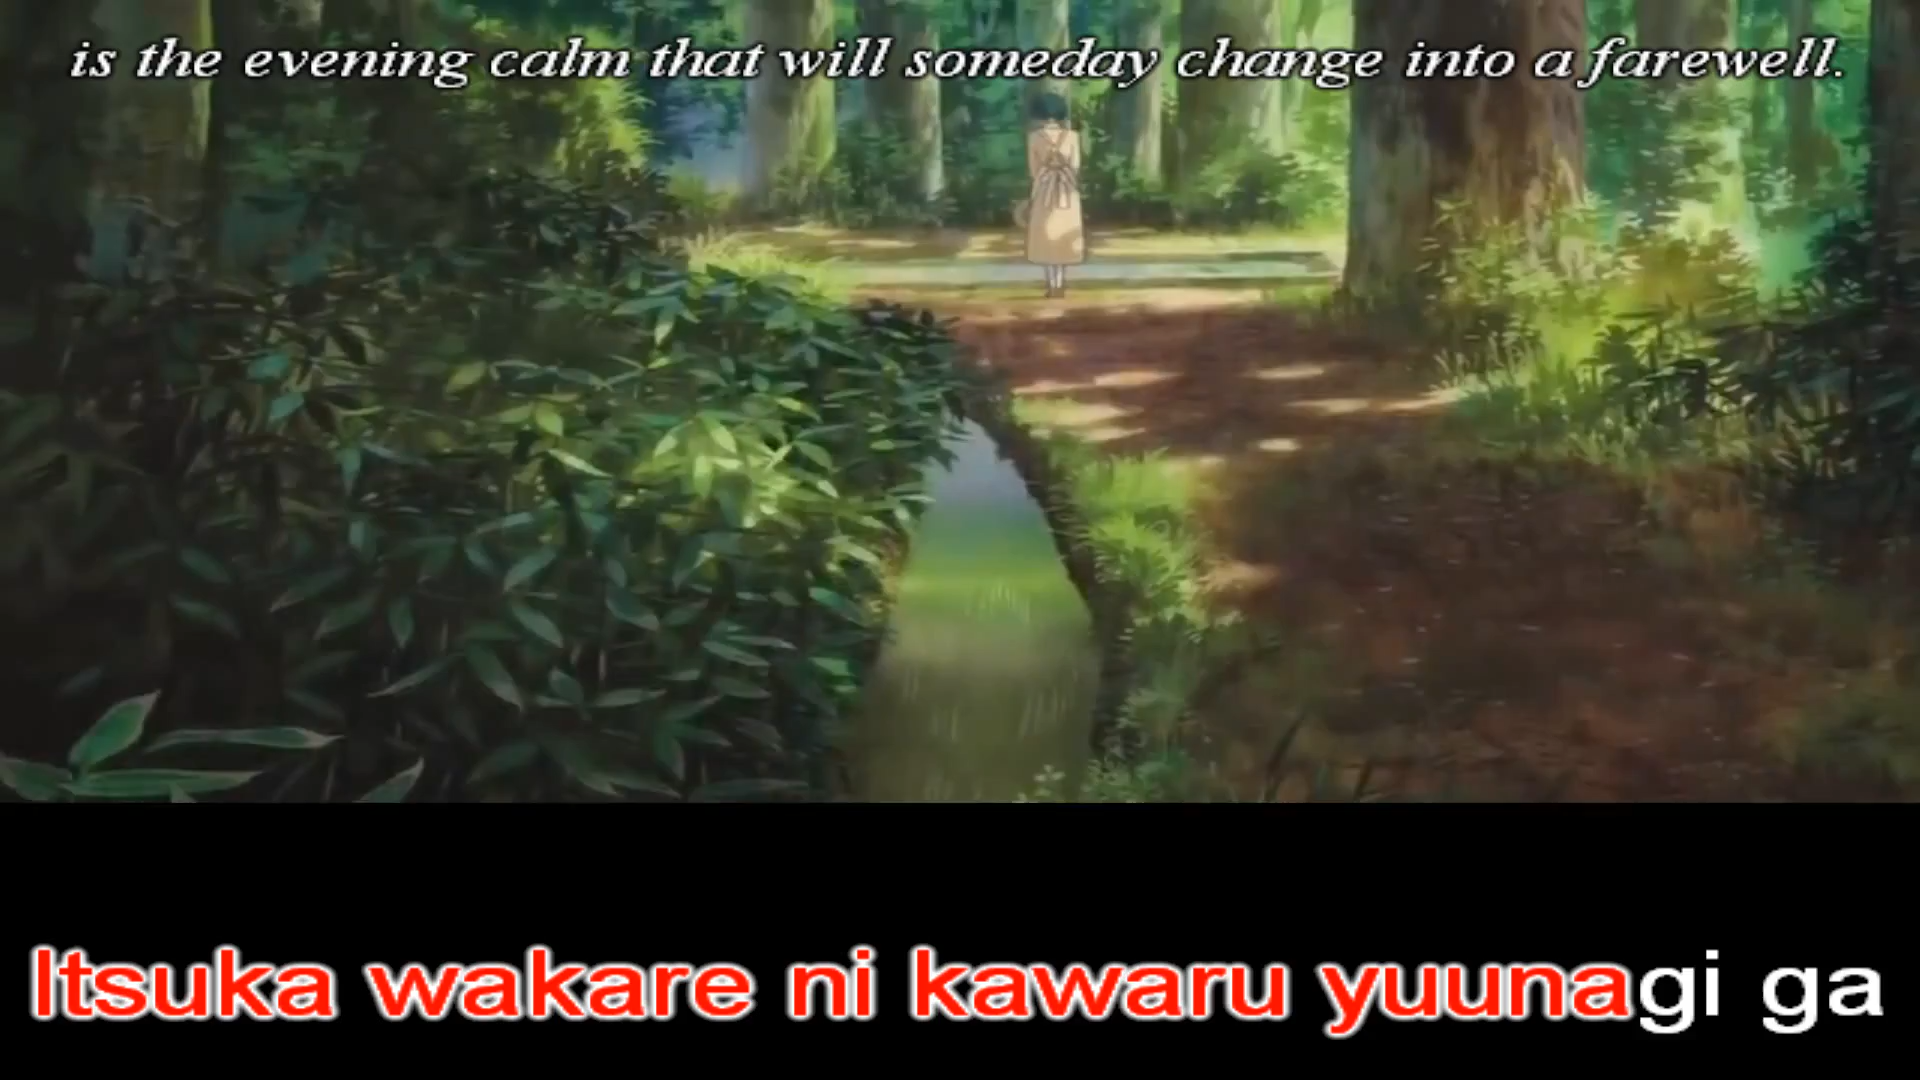 is the evening calm that will someday change into a farewell.
Itsuka wakare ni kawaru yuunagi ga